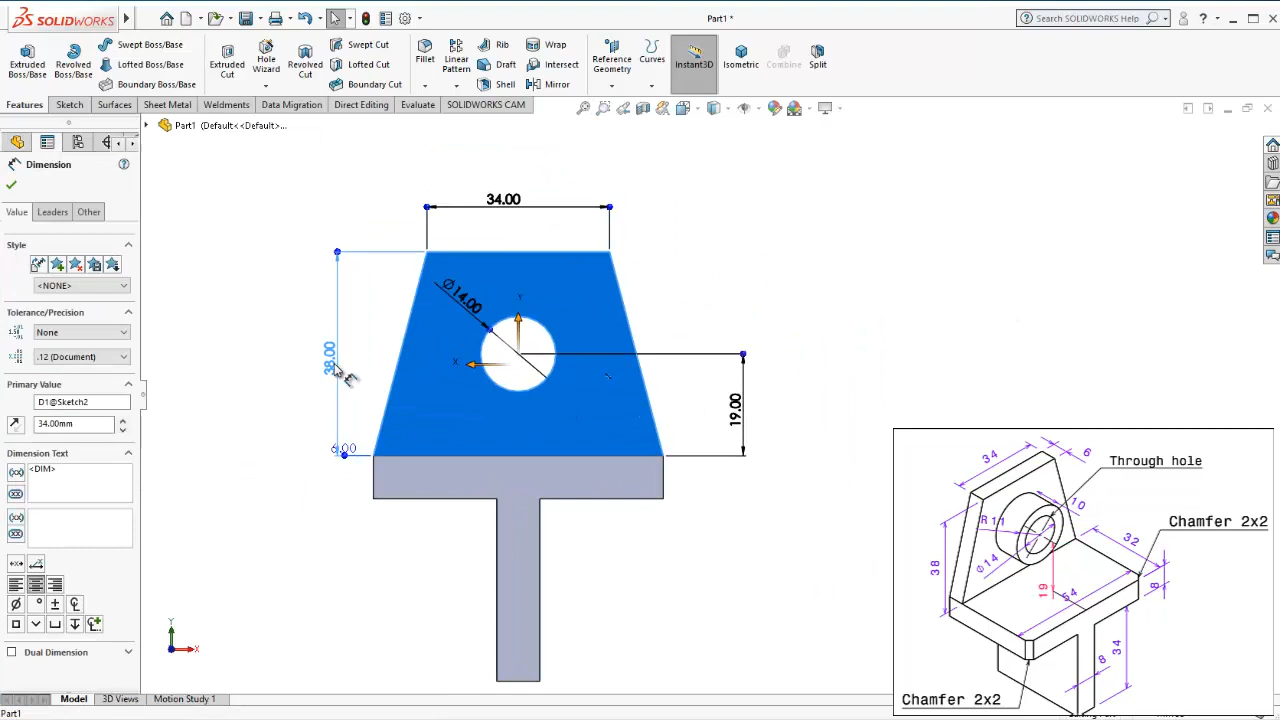 SOLIDWORKS
Part1 *
Search SOLIDWORKS Help
Extruded Boss/Base
Revolved Boss/Base
Swept Boss/Base
Lofted Boss/Base
Boundary Boss/Base
Extruded Cut
Hole Wizard
Revolved Cut
Swept Cut
Lofted Cut
Boundary Cut
Fillet
Linear Pattern
Rib
Draft
Shell
Wrap
Intersect
Mirror
Reference Geometry
Curves
Instant3D
Isometric
Combine
Split
Features
Sketch
Surfaces
Sheet Metal
Weldments
Data Migration
Direct Editing
Evaluate
SOLIDWORKS CAM
Part1 (Default<<Default>...
Dimension
Value
Leaders
Other
Style
<NONE>
Tolerance/Precision
None
.12 (Document)
Primary Value
D1@Sketch2
34.00mm
Dimension Text
<DIM>
Dual Dimension
34.00
Ø14.00
38.00
6.00
19.00
Y
X
Y
X
34
6
Through hole
10
R11
Chamfer 2x2
Ø14
32
38
19
54
8
34
8
Chamfer 2x2
Model
3D Views
Motion Study 1
Part1